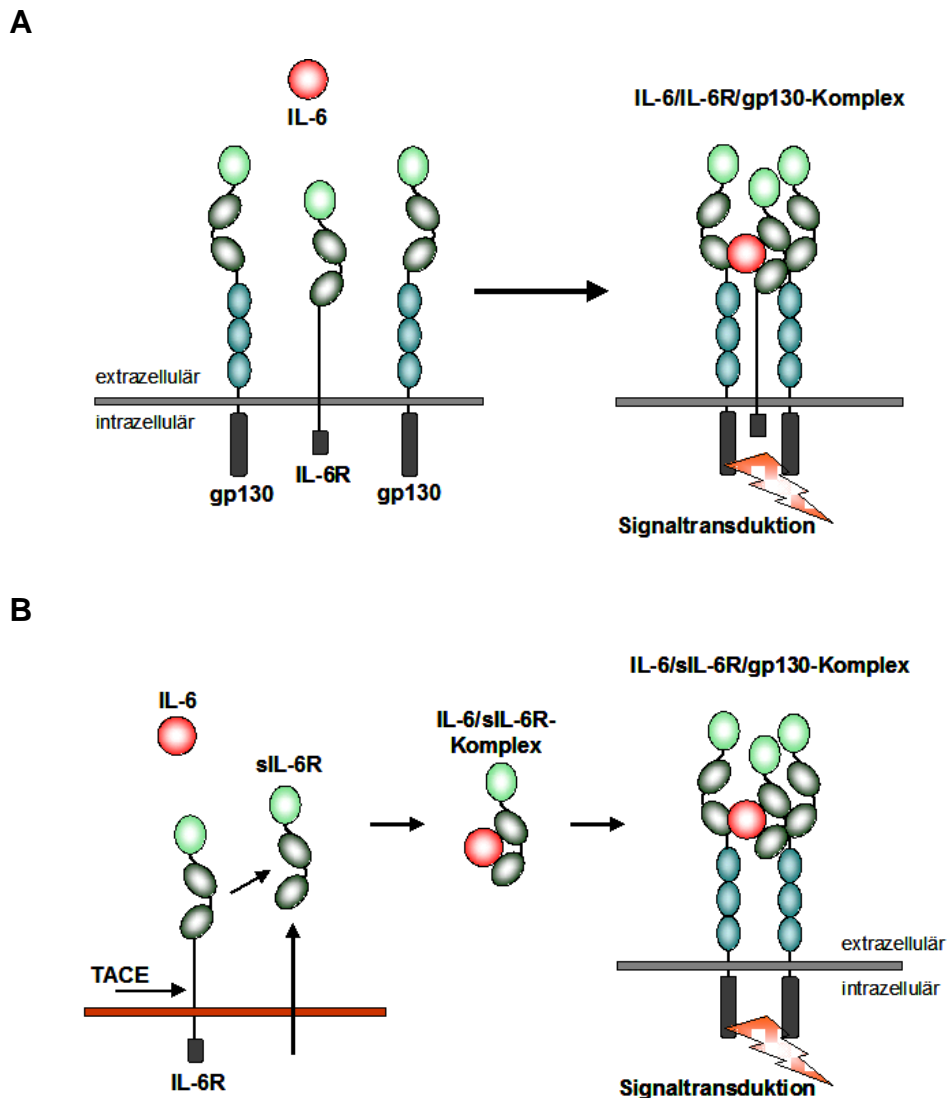 A
IL-6
IL-6/IL-6R/gp130-Komplex
extrazellulär
intrazellulär
gp130
IL-6R
gp130
Signaltransduktion
B
IL-6/sIL-6R/gp130-Komplex
IL-6
IL-6/sIL-6R-
Komplex
sIL-6R
TACE
extrazellulär
intrazellulär
IL-6R
Signaltransduktion